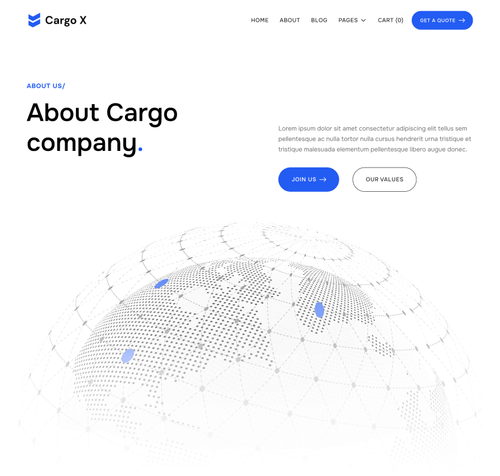 Cargo X
HOME ABOUT BLOG PAGES CART (0) GET A QUOTE
ABOUT US/
About Cargo
company.
Lorem ipsum dolor sit amet consectetur adipiscing elit tellus sem
pellentesque ac nulla tortor nulla cursus hendrerit urna tristique et
tristique malesuada elementum pellentesque libero augue donec.
JOIN US OUR VALUES